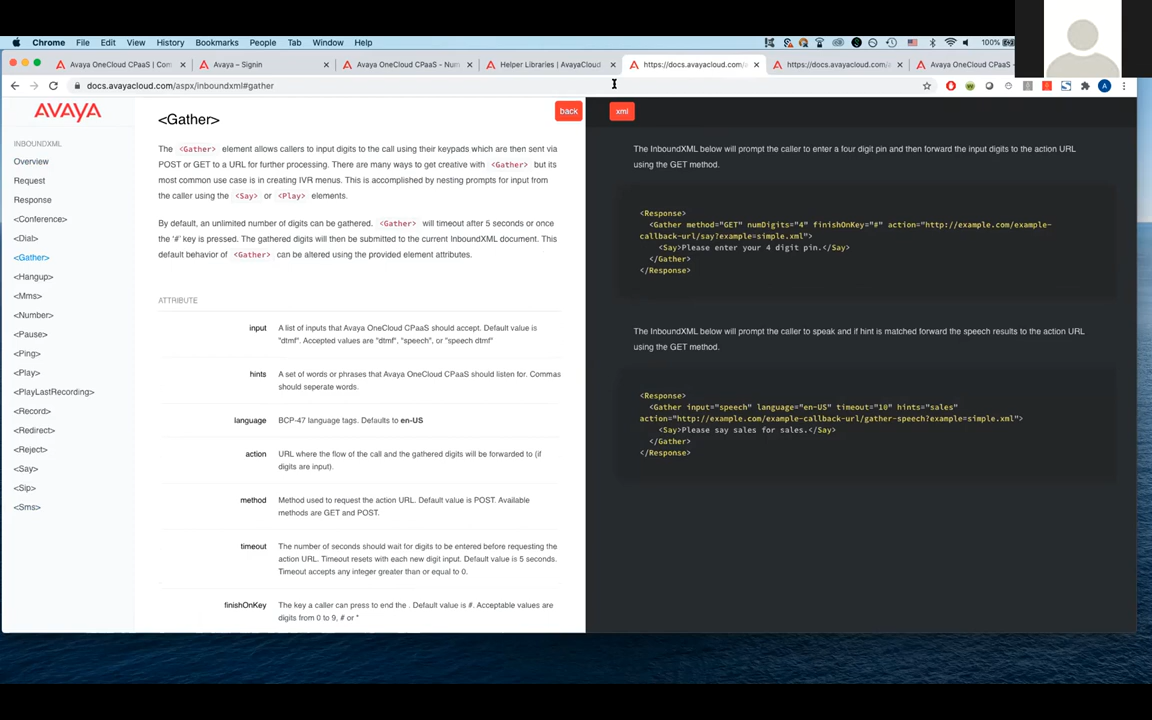 Chrome File Edit View History Bookmarks People Tab Window Help 100%
Avaya OneCloud CPaaS | Com
Avaya – Signin
Avaya OneCloud CPaaS - Num
Helper Libraries | AvayaCloud
https://docs.avayacloud.com/
https://docs.avayacloud.com/
Avaya OneCloud CPaaS -
docs.avayacloud.com/aspx/inboundxml#gather
A
AVAYA
INBOUNDXML
Overview
Request
Response
<Conference>
<Dial>
<Gather>
<Hangup>
<Mms>
<Number>
<Pause>
<Ping>
<Play>
<PlayLastRecording>
<Record>
<Redirect>
<Reject>
<Say>
<Sip>
<Sms>
back
<Gather>
The <Gather> element allows callers to input digits to the call using their keypads which are then sent via
POST or GET to a URL for further processing. There are many ways to get creative with <Gather> but its
most common use case is in creating IVR menus. This is accomplished by nesting prompts for input from
the caller using the <Say> or <Play> elements.
By default, an unlimited number of digits can be gathered. <Gather> will timeout after 5 seconds or once
the '#' key is pressed. The gathered digits will then be submitted to the current InboundXML document. This
default behavior of <Gather> can be altered using the provided element attributes.
ATTRIBUTE
input A list of inputs that Avaya OneCloud CPaaS should accept. Default value is
"dtmf". Accepted values are "dtmf", "speech", or "speech dtmf"
hints A set of words or phrases that Avaya OneCloud CPaaS should listen for. Commas
should seperate words.
language BCP-47 language tags. Defaults to en-US
action URL where the flow of the call and the gathered digits will be forwarded to (if
digits are input).
method Method used to request the action URL. Default value is POST. Available
methods are GET and POST.
timeout The number of seconds should wait for digits to be entered before requesting the
action URL. Timeout resets with each new digit input. Default value is 5 seconds.
Timeout accepts any integer greater than or equal to 0.
finishOnKey The key a caller can press to end the . Default value is #. Acceptable values are
digits from 0 to 9, # or *
xml
The InboundXML below will prompt the caller to enter a four digit pin and then forward the input digits to the action URL
using the GET method.
<Response>
<Gather method="GET" numDigits="4" finishOnKey="#" action="http://example.com/example-
callback-url/say?example=simple.xml">
<Say>Please enter your 4 digit pin.</Say>
</Gather>
</Response>
The InboundXML below will prompt the caller to speak and if hint is matched forward the speech results to the action URL
using the GET method.
<Response>
<Gather input="speech" language="en-US" timeout="10" hints="sales"
action="http://example.com/example-callback-url/gather-speech?example=simple.xml">
<Say>Please say sales for sales.</Say>
</Gather>
</Response>